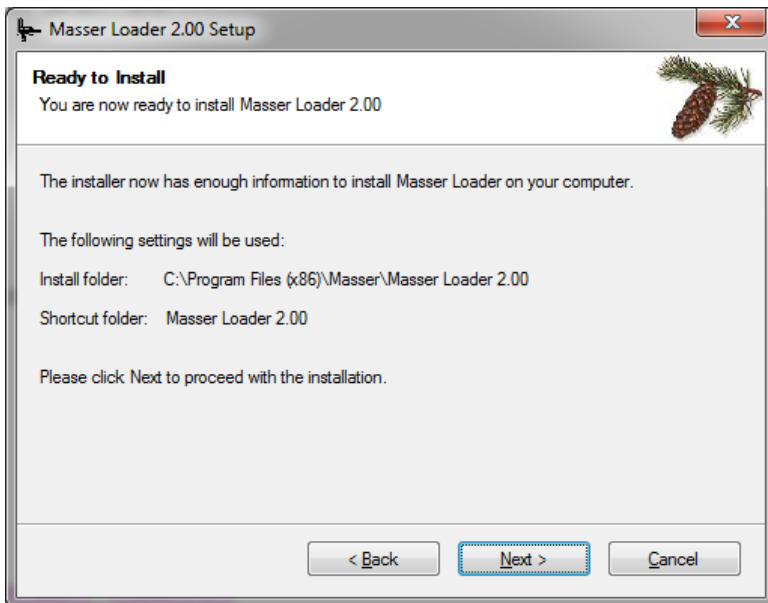 Masser Loader 2.00 Setup
Ready to Install
You are now ready to install Masser Loader 2.00
The installer now has enough information to install Masser Loader on your computer.
The following settings will be used:
Install folder: C:\Program Files (x86)\Masser\Masser Loader 2.00
Shortcut folder: Masser Loader 2.00
Please click Next to proceed with the installation.
< Back Next > Cancel